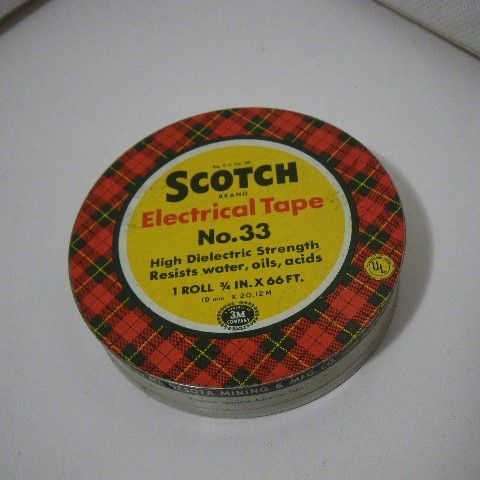 SCOTCH
BRAND
Electrical Tape
No. 33
High Dielectric Strength
Resists water, oils, acids
1 ROLL ¾ IN. X 66 FT.
19 mm X 20,12 M
3M
COMPANY
UL
MINING & MFG. CO.